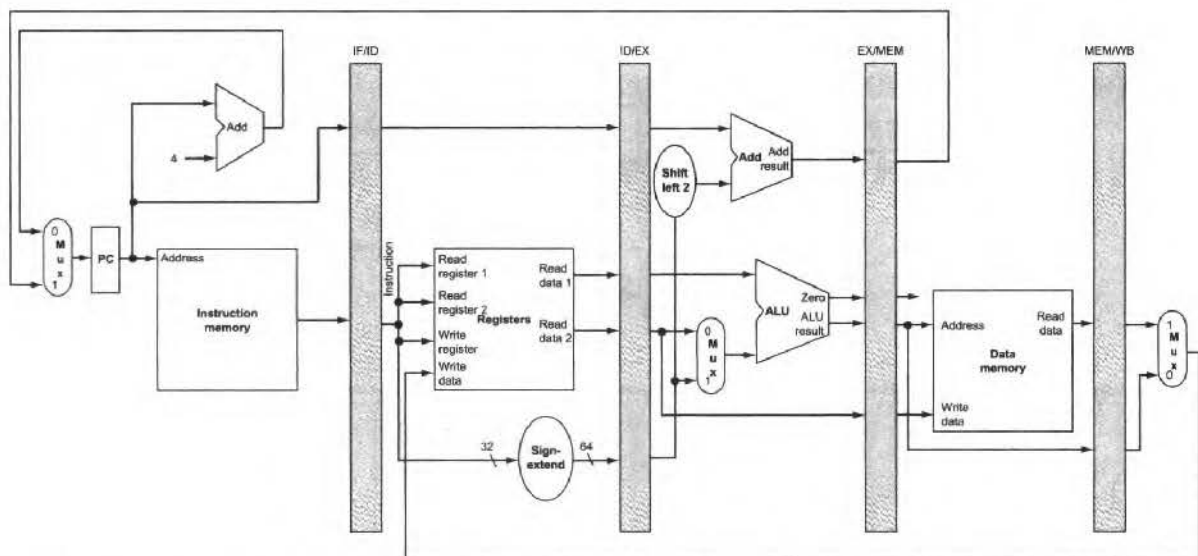 IF/ID
ID/EX
EX/MEM
MEM/WB
Add
4
Add
Add
result
Shift
left 2
0
M
u
x
1
PC
Address
Instruction
memory
Instruction
Read
register 1
Read
register 2
Registers
Write
register
Write
data
Read
data 1
Read
data 2
0
M
u
x
1
Zero
ALU
ALU
result
Address
Read
data
Data
memory
Write
data
1
M
u
x
0
32
Sign-
extend
64